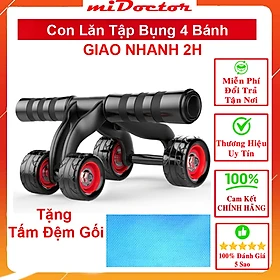 miDoctor
Con Lăn Tập Bụng 4 Bánh
GIAO NHANH 2H
Miễn Phí
Đổi Trả
Tận Nơi
Thương Hiệu
Uy Tín
100%
Cam Kết
CHÍNH HÃNG
Tặng
Tấm Đệm Gối
100% Đánh Giá
5 Sao